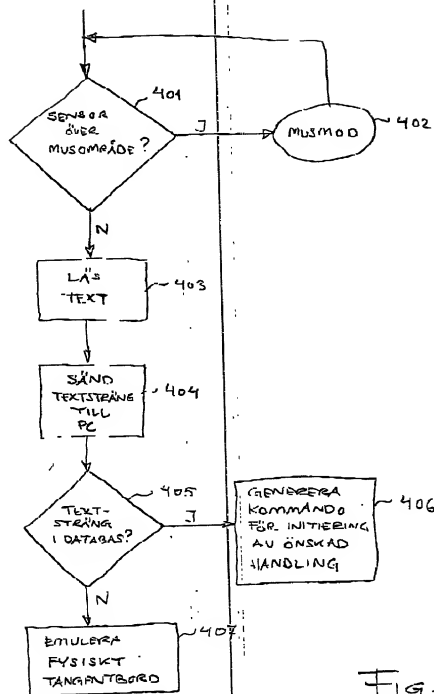 401
SENSOR
ÖVER
MUSOMRÅDE?
J
MUSMOD
402
N
LÄS
TEXT
403
SÄND
TEXTSTRÄNG
TILL
PC
404
405
TEXT-
STRÄNG
I DATABAS?
J
GENERERA
KOMMANDO
FÖR INITIERING
AV ÖNSKAD
HANDLING
406
N
407
EMULERA
FYSISKT
TANGENTBORD
FIG.